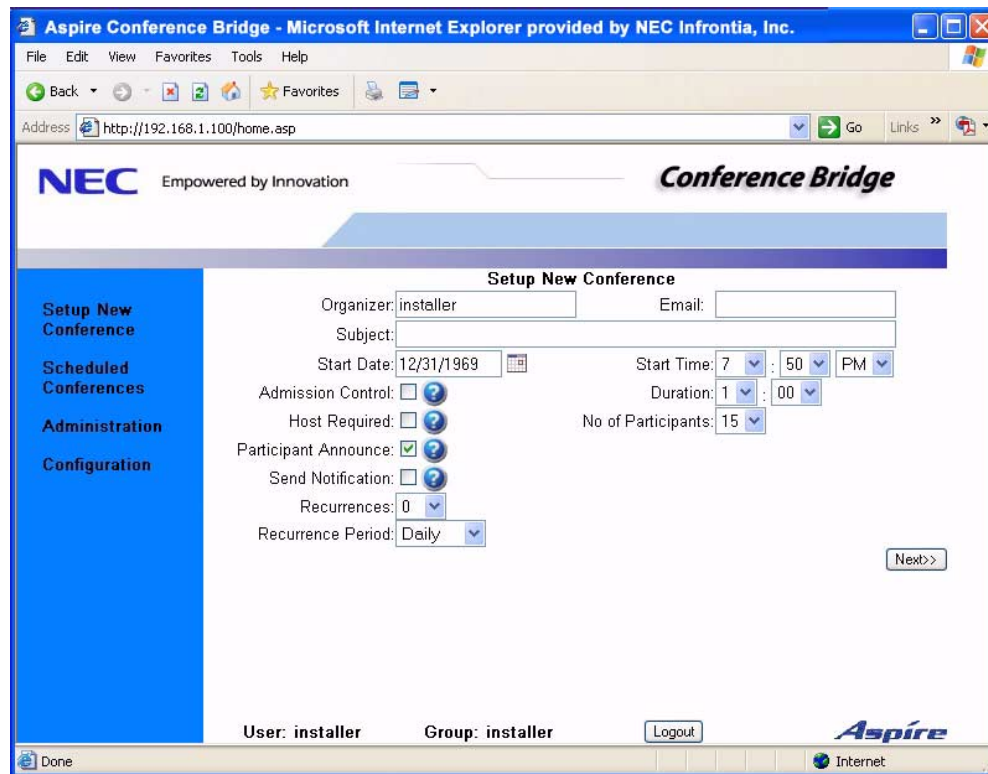 Aspire Conference Bridge - Microsoft Internet Explorer provided by NEC Infrontia, Inc.
File Edit View Favorites Tools Help
Back Favorites
Address http://192.168.1.100/home.asp Go Links »
NEC Empowered by Innovation Conference Bridge
Setup New Conference
Organizer: installer Email:
Subject:
Start Date: 12/31/1969 Start Time: 7 : 50 PM
Admission Control: ? Duration: 1 : 00
Host Required: ? No of Participants: 15
Participant Announce: ?
Send Notification: ?
Recurrences: 0
Recurrence Period: Daily
Next>>
Setup New
Conference
Scheduled
Conferences
Administration
Configuration
User: installer Group: installer Logout Aspire
Done Internet